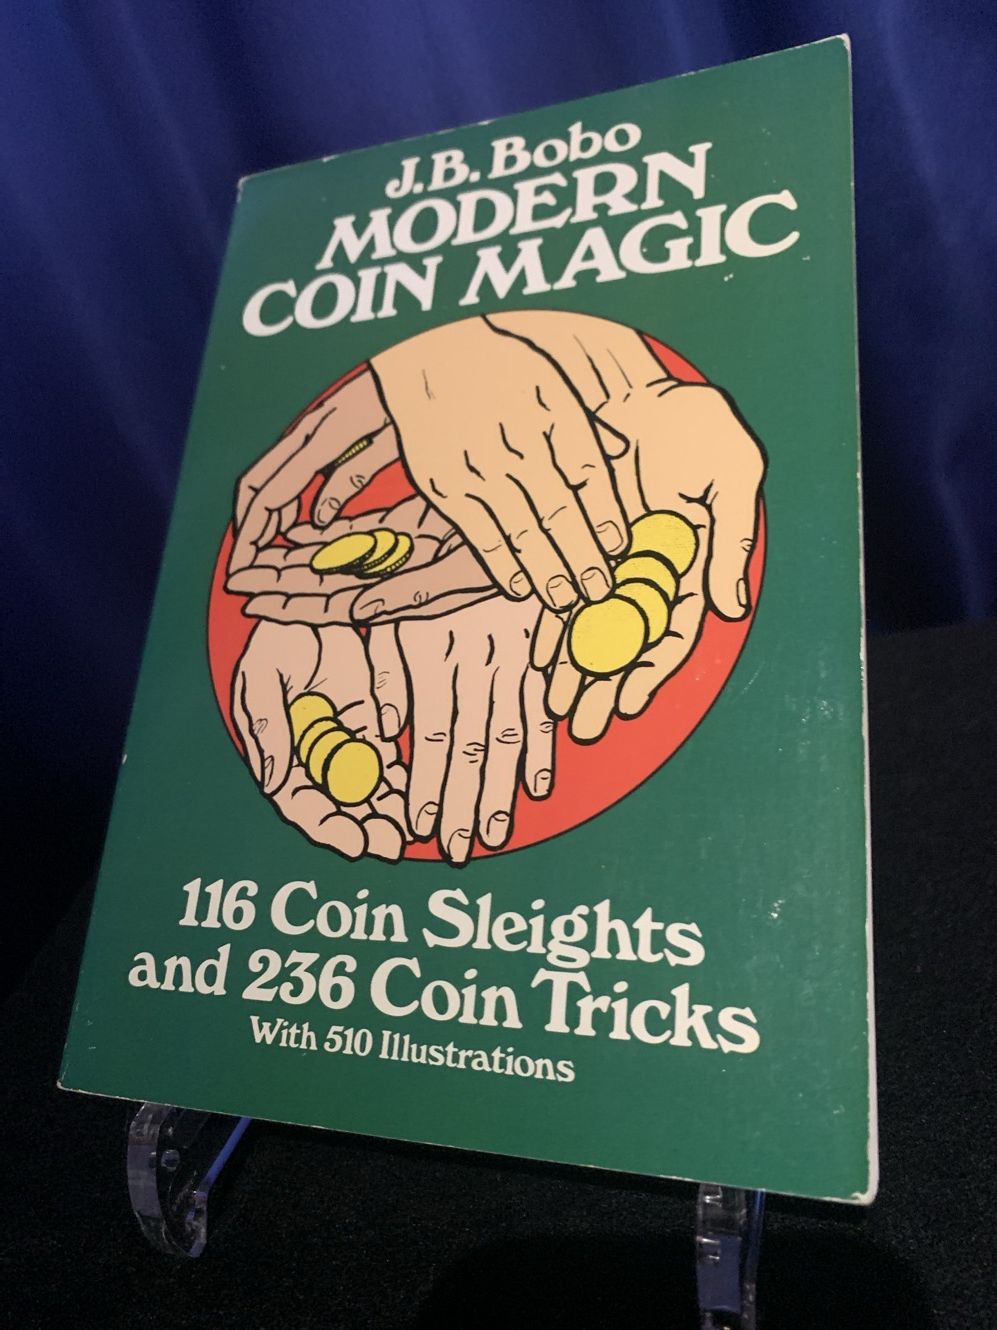 J.B. Bobo
MODERN
COIN MAGIC
116 Coin Sleights
and 236 Coin Tricks
With 510 Illustrations